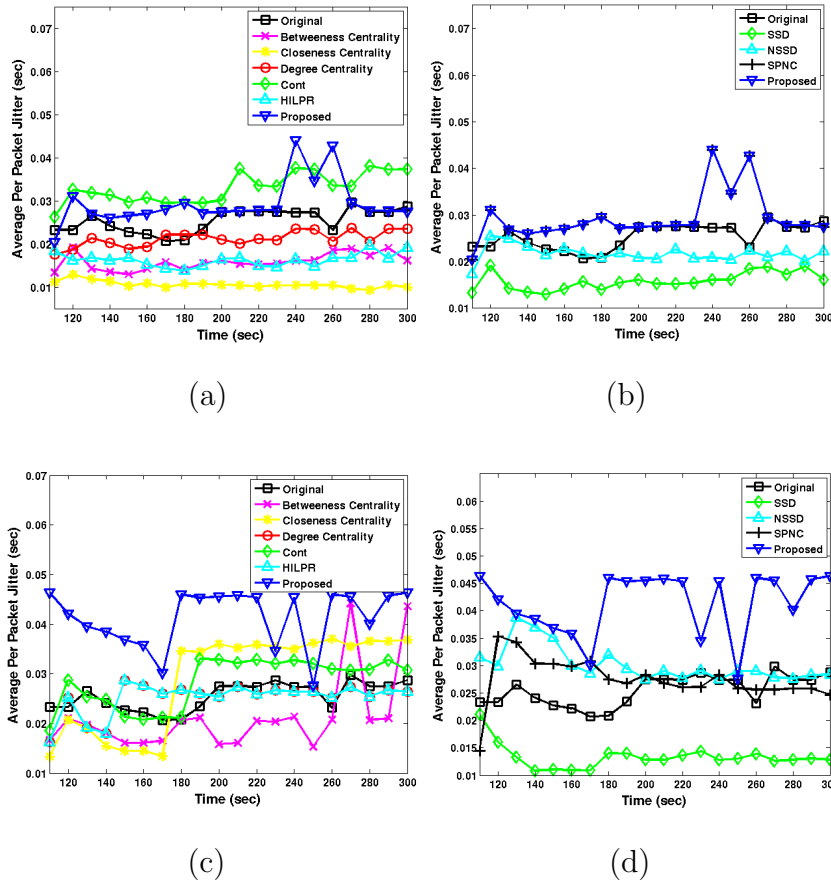 0.07
0.06
0.05
0.04
0.03
0.02
0.01
Average Per Packet Jitter (sec)
Original
Betweeness Centrality
Closeness Centrality
Degree Centrality
Cont
HILPR
Proposed
120 140 160 180 200 220 240 260 280 300
Time (sec)
(a)
0.07
0.06
0.05
0.04
0.03
0.02
0.01
Average Per Packet Jitter (sec)
Original
SSD
NSSD
SPNC
Proposed
120 140 160 180 200 220 240 260 280 300
Time (sec)
(b)
0.07
0.06
0.05
0.04
0.03
0.02
0.01
Average Per Packet Jitter (sec)
Original
Betweeness Centrality
Closeness Centrality
Degree Centrality
Cont
HILPR
Proposed
120 140 160 180 200 220 240 260 280 300
Time (sec)
(c)
0.06
0.055
0.05
0.045
0.04
0.035
0.03
0.025
0.02
0.015
0.01
Average Per Packet Jitter (sec)
Original
SSD
NSSD
SPNC
Proposed
120 140 160 180 200 220 240 260 280 300
Time (sec)
(d)